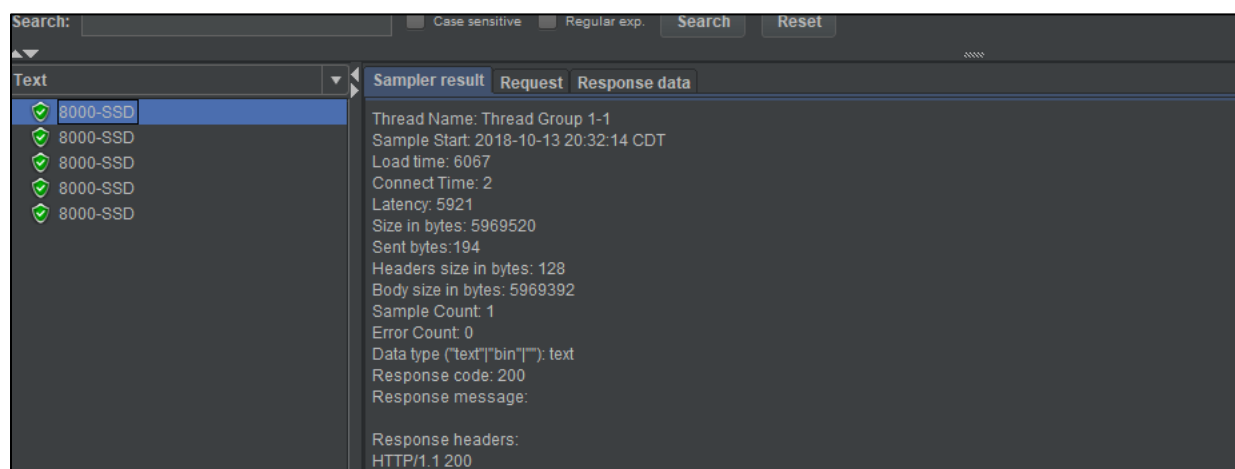 Search: Case sensitive Regular exp. Search Reset
Text
8000-SSD
8000-SSD
8000-SSD
8000-SSD
8000-SSD
Sampler result Request Response data
Thread Name: Thread Group 1-1
Sample Start: 2018-10-13 20:32:14 CDT
Load time: 6067
Connect Time: 2
Latency: 5921
Size in bytes: 5969520
Sent bytes:194
Headers size in bytes: 128
Body size in bytes: 5969392
Sample Count: 1
Error Count: 0
Data type ("text"|"bin"|""): text
Response code: 200
Response message:
Response headers:
HTTP/1.1 200